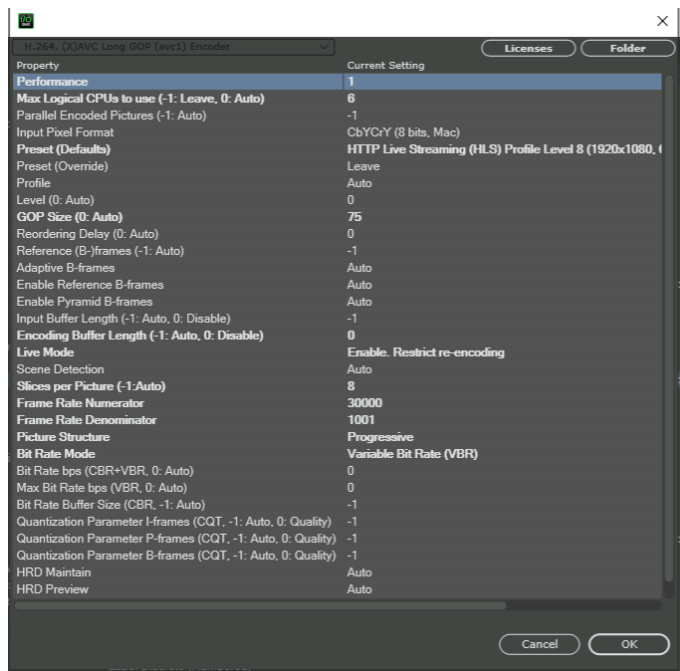 I/O
H.264, (X)AVC Long GOP (avc1) Encoder
Licenses Folder
Property Current Setting
Performance 1
Max Logical CPUs to use (-1: Leave, 0: Auto) 6
Parallel Encoded Pictures (-1: Auto) -1
Input Pixel Format CbYCrY (8 bits, Mac)
Preset (Defaults) HTTP Live Streaming (HLS) Profile Level 8 (1920x1080,
Preset (Override) Leave
Profile Auto
Level (0: Auto) 0
GOP Size (0: Auto) 75
Reordering Delay (0: Auto) 0
Reference (B-)frames (-1: Auto) -1
Adaptive B-frames Auto
Enable Reference B-frames Auto
Enable Pyramid B-frames Auto
Input Buffer Length (-1: Auto, 0: Disable) -1
Encoding Buffer Length (-1: Auto, 0: Disable) 0
Live Mode Enable. Restrict re-encoding
Scene Detection Auto
Slices per Picture (-1:Auto) 8
Frame Rate Numerator 30000
Frame Rate Denominator 1001
Picture Structure Progressive
Bit Rate Mode Variable Bit Rate (VBR)
Bit Rate bps (CBR+VBR, 0: Auto) 0
Max Bit Rate bps (VBR, 0: Auto) 0
Bit Rate Buffer Size (CBR, -1: Auto) -1
Quantization Parameter I-frames (CQT, -1: Auto, 0: Quality) -1
Quantization Parameter P-frames (CQT, -1: Auto, 0: Quality) -1
Quantization Parameter B-frames (CQT, -1: Auto, 0: Quality) -1
HRD Maintain Auto
HRD Preview Auto
Cancel OK